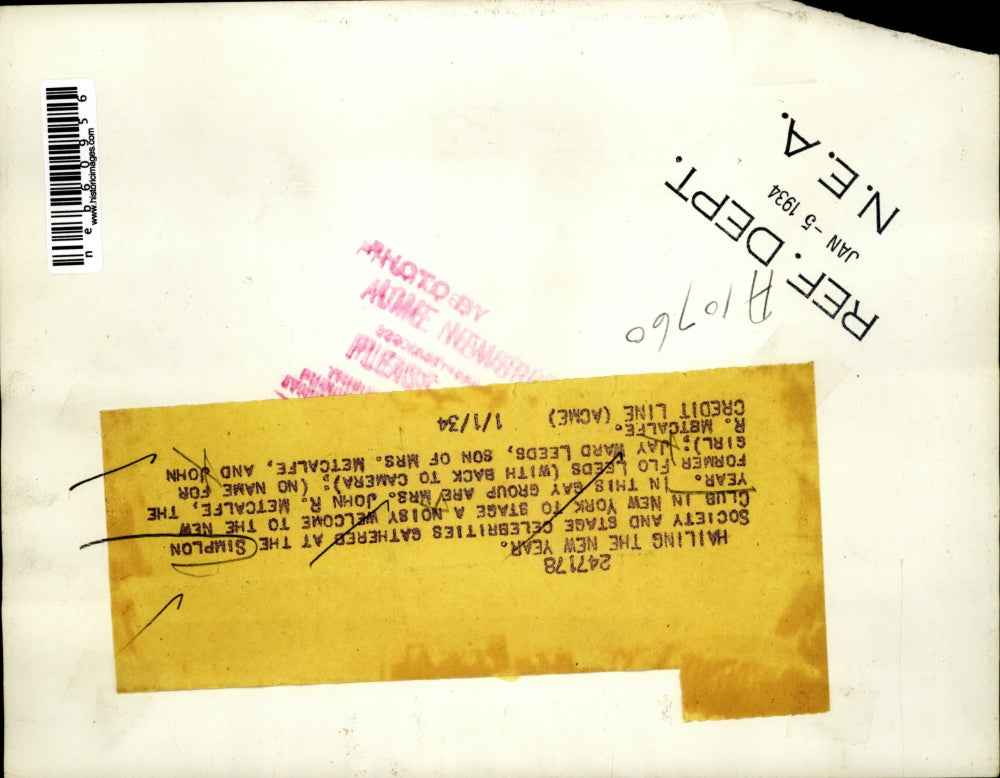 neb60956
www.historicimages.com
REF. DEPT.
JAN -5 1934
N.E.A.
A10760
PHOTO BY
ACME
PLEASE
247178
HAILING THE NEW YEAR.
SOCIETY AND STAGE CELEBRITIES GATHERED AT THE SIMPLON
CLUB IN NEW YORK TO STAGE A NOISY WELCOME TO THE NEW
YEAR. IN THIS GAY GROUP ARE MRS. JOHN R. METCALFE, THE
FORMER FLO LEEDS (WITH BACK TO CAMERA); (NO NAME FOR
GIRL); JAY WARD LEEDS, SON OF MRS. METCALFE, AND JOHN
R. METCALFE.
CREDIT LINE (ACME) 1/1/34